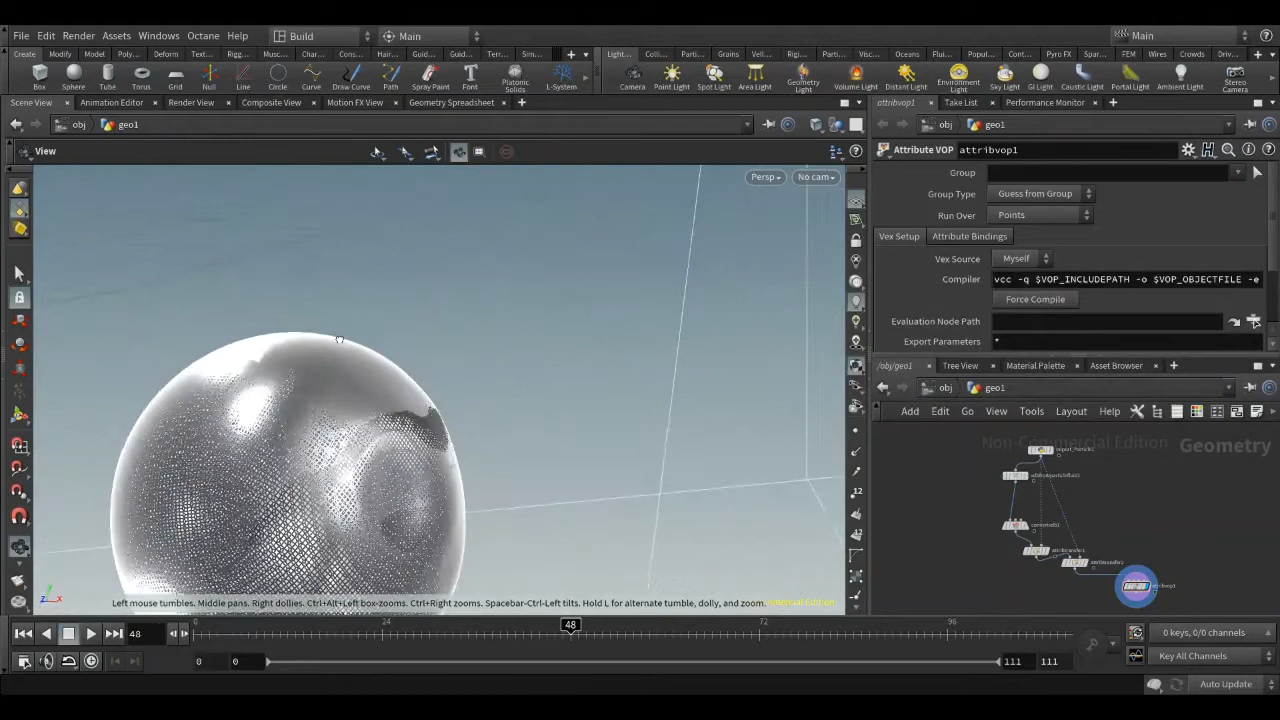 File Edit Render Assets Windows Octane Help Build Main Main
Create Modify Model Poly... Deform Text... Rigg... Mus... Char... Cons... Hair... Guid... Guid... Terr... Sim... Light... Colli... Parti... Grains Vell... Rigi... Parti... Visc... Oceans Flui... Popul... Cont... Pyro FX Spar... FEM Wires Crowds Driv...
Box Sphere Tube Torus Grid Null Line Circle Curve Draw Curve Path Spray Paint Font Platonic Solids L-System Camera Point Light Spot Light Area Light Geometry Light Volume Light Distant Light Environment Light Sky Light GI Light Caustic Light Portal Light Ambient Light Stereo Camera
Scene View Animation Editor Render View Composite View Motion FX View Geometry Spreadsheet attribvop1 Take List Performance Monitor
obj geo1 obj geo1
View Attribute VOP attribvop1
Persp No cam
Group
Group Type Guess from Group
Run Over Points
Vex Setup Attribute Bindings
Vex Source Myself
Compiler vcc -q $VOP_INCLUDEPATH -o $VOP_OBJECTFILE -e
Force Compile
Evaluation Node Path
Export Parameters *
/obj/geo1 Tree View Material Palette Asset Browser
obj geo1
Add Edit Go View Tools Layout Help
Non-Commercial Edition Geometry
attribtransfer2
attribvop1
Left mouse tumbles. Middle pans. Right dollies. Ctrl+Alt+Left box-zooms. Ctrl+Right zooms. Spacebar-Ctrl-Left tilts. Hold L for alternate tumble, dolly, and zoom.
48 0 24 48 72 96 0 keys, 0/0 channels
0 0 111 111 Key All Channels
Auto Update